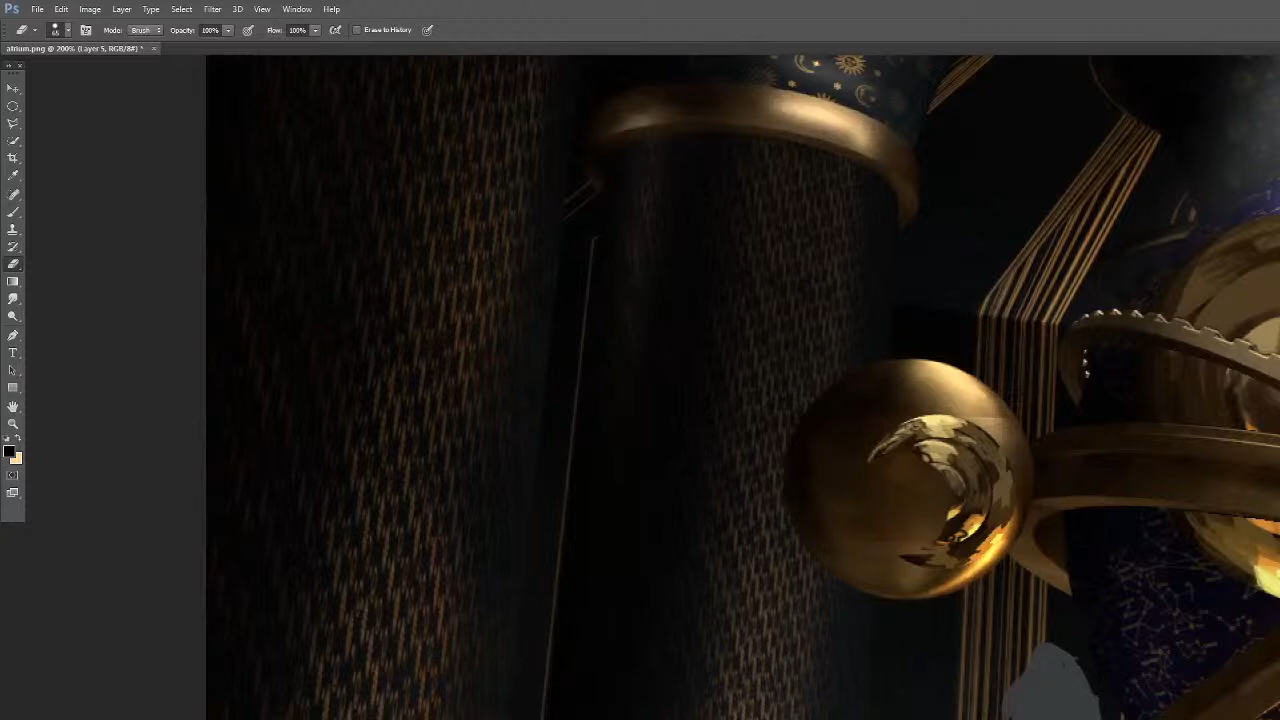 Ps File Edit Image Layer Type Select Filter 3D View Window Help
65 Mode: Brush Opacity: 100% Flow: 100% Erase to History
atrium.png @ 200% (Layer 5, RGB/8#) * ×
T